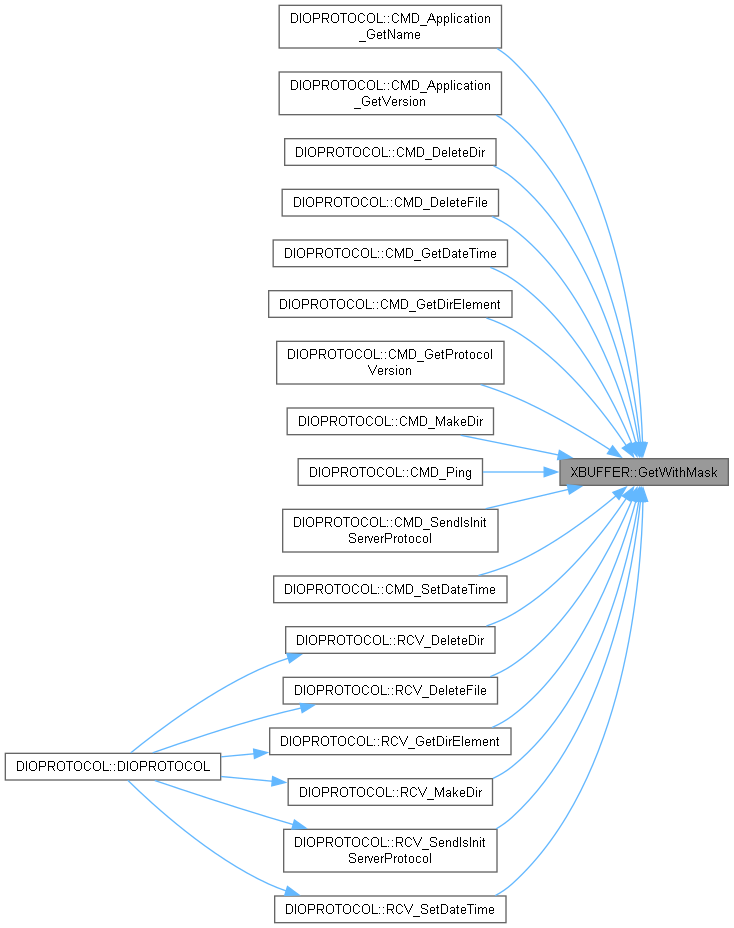 DIOPROTOCOL::CMD_Application
_GetName
DIOPROTOCOL::CMD_Application
_GetVersion
DIOPROTOCOL::CMD_DeleteDir
DIOPROTOCOL::CMD_DeleteFile
DIOPROTOCOL::CMD_GetDateTime
DIOPROTOCOL::CMD_GetDirElement
DIOPROTOCOL::CMD_GetProtocol
Version
DIOPROTOCOL::CMD_MakeDir
XBUFFER::GetWithMask
DIOPROTOCOL::CMD_Ping
DIOPROTOCOL::CMD_SendIsInit
ServerProtocol
DIOPROTOCOL::CMD_SetDateTime
DIOPROTOCOL::RCV_DeleteDir
DIOPROTOCOL::RCV_DeleteFile
DIOPROTOCOL::RCV_GetDirElement
DIOPROTOCOL::DIOPROTOCOL
DIOPROTOCOL::RCV_MakeDir
DIOPROTOCOL::RCV_SendIsInit
ServerProtocol
DIOPROTOCOL::RCV_SetDateTime